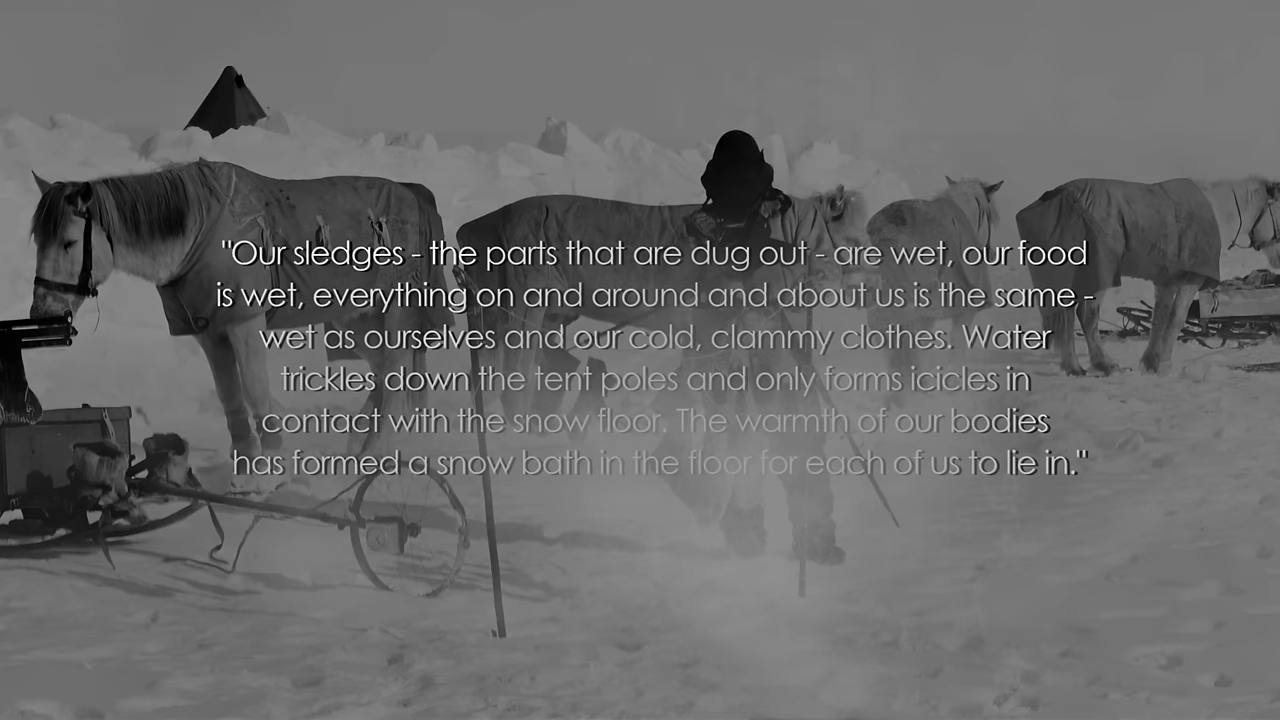 "Our sledges - the parts that are dug out - are wet, our food
is wet, everything on and around and about us is the same -
wet as ourselves and our cold, clammy clothes. Water
trickles down the tent poles and only forms icicles in
contact with the snow floor. The warmth of our bodies
has formed a snow bath in the floor for each of us to lie in."